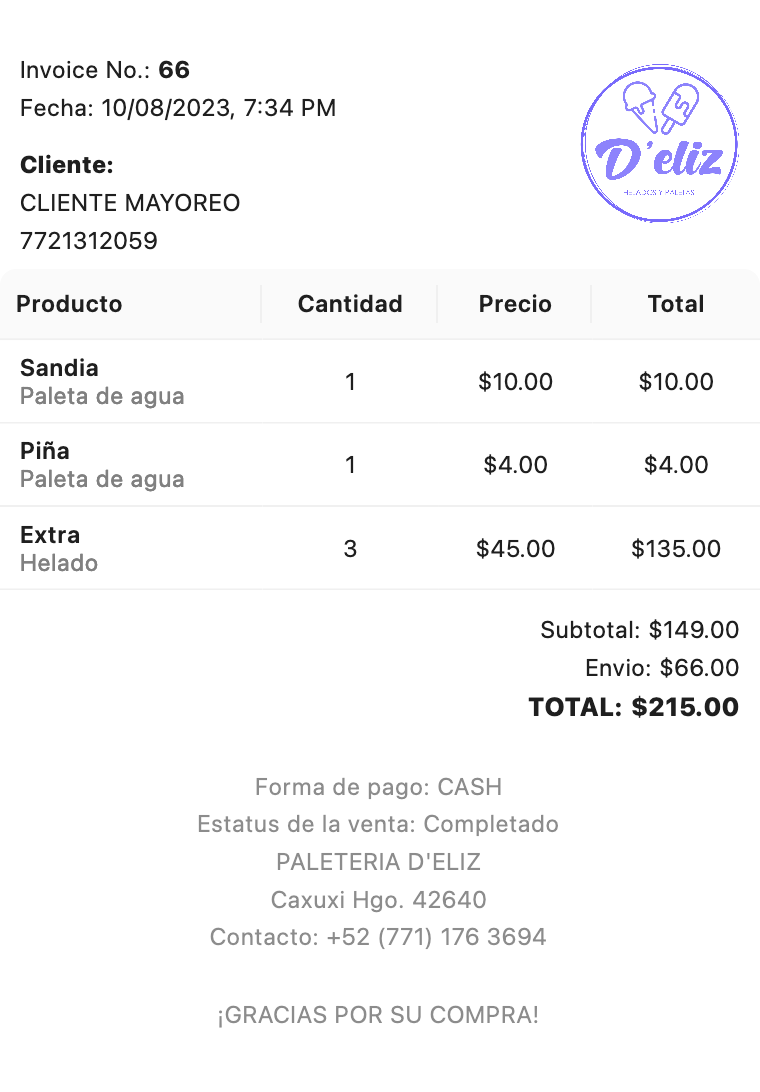 Invoice No.: 66
Fecha: 10/08/2023, 7:34 PM
D'eliz
HELADOS Y PALETAS
Cliente:
CLIENTE MAYOREO
7721312059
Producto Cantidad Precio Total
Sandia
Paleta de agua 1 $10.00 $10.00
Piña
Paleta de agua 1 $4.00 $4.00
Extra
Helado 3 $45.00 $135.00
Subtotal: $149.00
Envio: $66.00
TOTAL: $215.00
Forma de pago: CASH
Estatus de la venta: Completado
PALETERIA D'ELIZ
Caxuxi Hgo. 42640
Contacto: +52 (771) 176 3694
¡GRACIAS POR SU COMPRA!